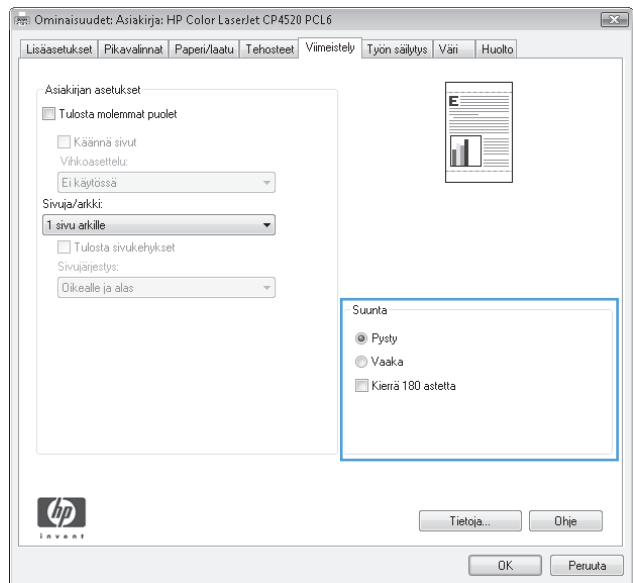 Ominaisuudet: Asiakirja: HP Color LaserJet CP4520 PCL6
Lisäasetukset Pikavalinnat Paperi/laatu Tehosteet Viimeistely Työn säilytys Väri Huolto
Asiakirjan asetukset
Tulosta molemmat puolet
Käännä sivut
Vihkoasettelu:
Ei käytössä
Sivuja/arkki:
1 sivu arkille
Tulosta sivukehykset
Sivujärjestys:
Oikealle ja alas
E
Suunta
Pysty
Vaaka
Kierrä 180 astetta
hp
invent
Tietoja... Ohje
OK Peruuta